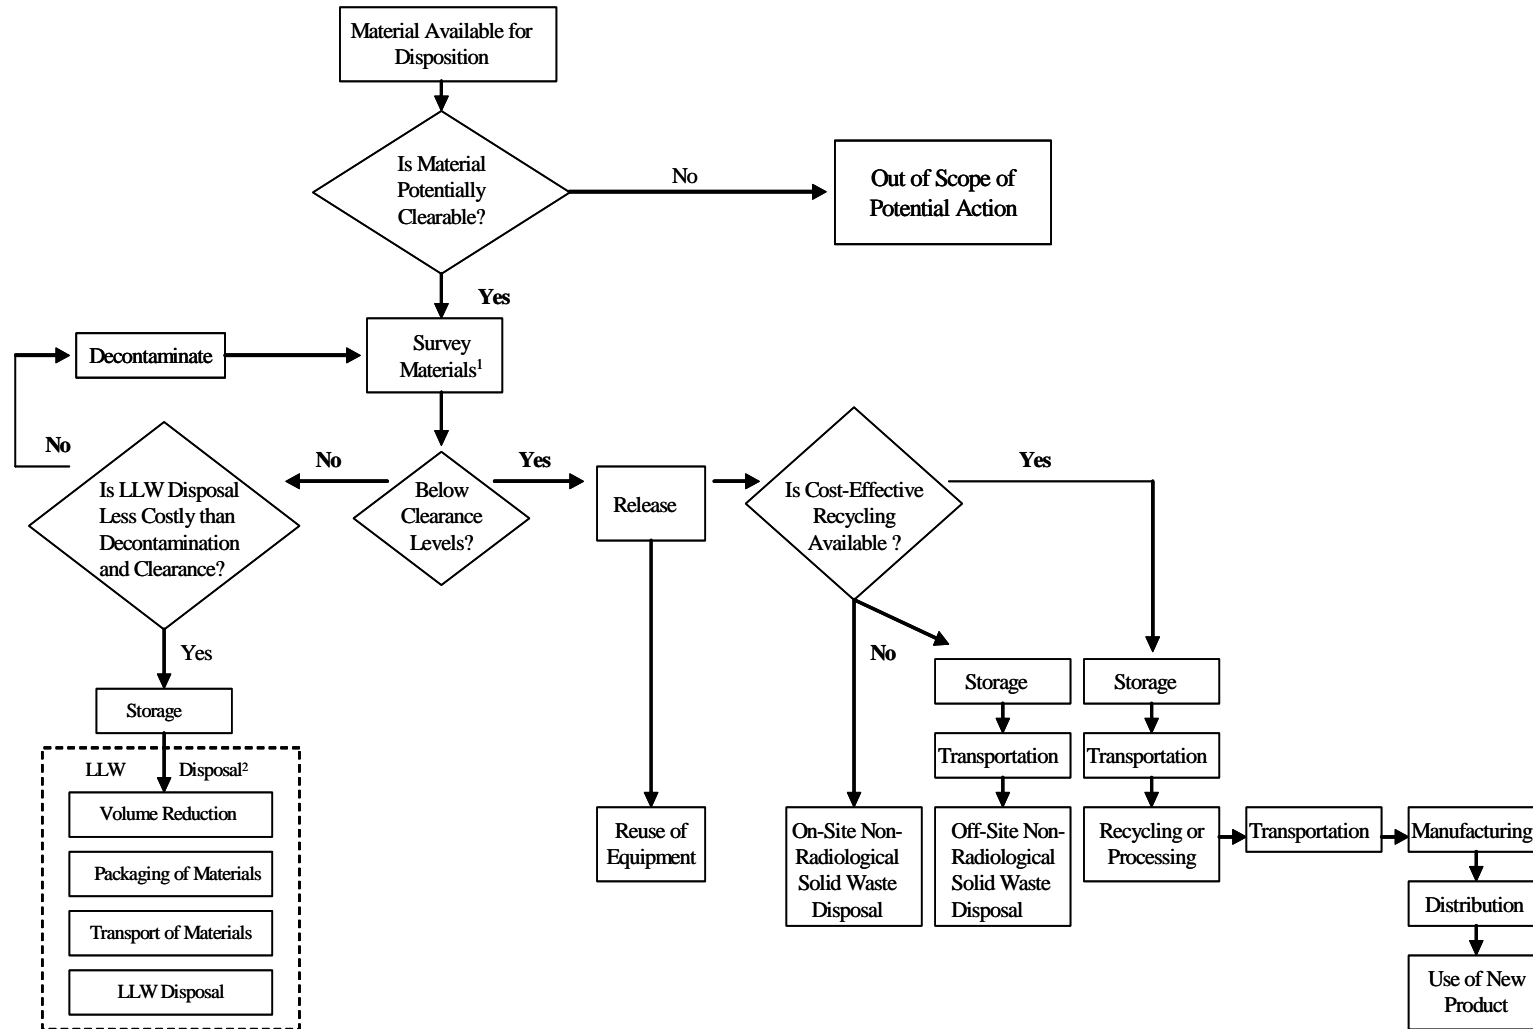 Material Available for
Disposition
Is Material
Potentially
Clearable?
No
Out of Scope of
Potential Action
Yes
Decontaminate
Survey
Materials¹
No
Is LLW Disposal
Less Costly than
Decontamination
and Clearance?
No
Below
Clearance
Levels?
Yes
Release
Is Cost-Effective
Recycling
Available ?
Yes
Yes
No
Storage
Storage
Storage
Transportation
Transportation
LLW Disposal²
Volume Reduction
Packaging of Materials
Transport of Materials
LLW Disposal
Reuse of
Equipment
On-Site Non-
Radiological
Solid Waste
Disposal
Off-Site Non-
Radiological
Solid Waste
Disposal
Recycling or
Processing
Transportation
Manufacturing
Distribution
Use of New
Product